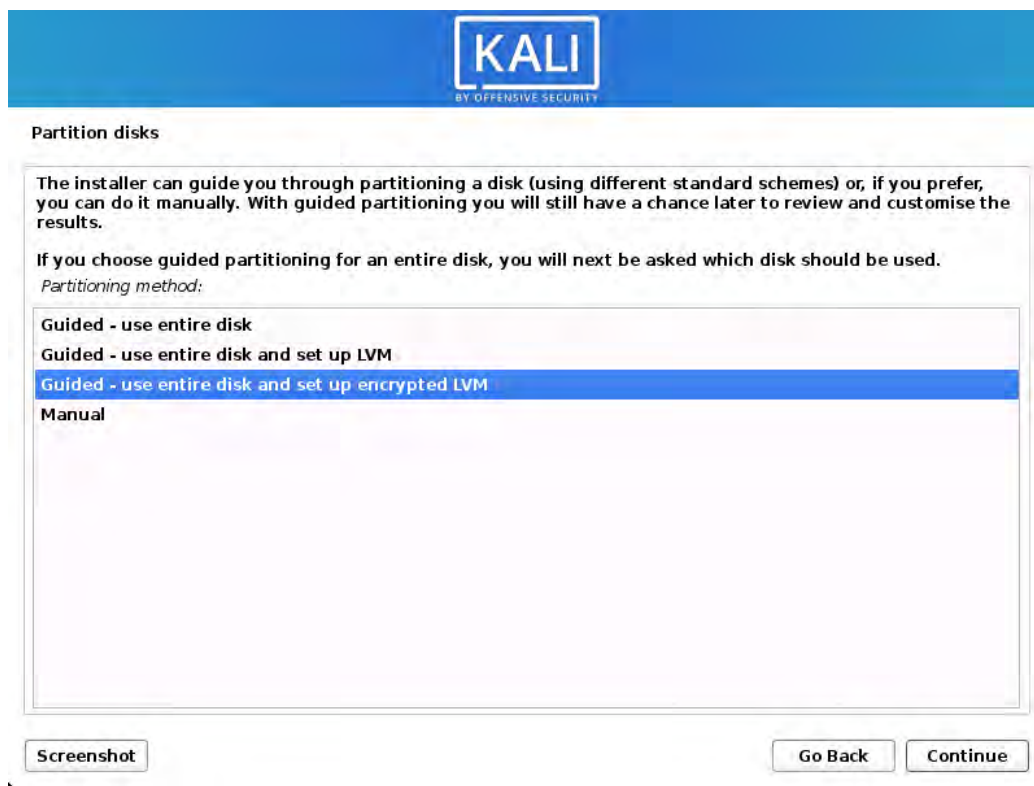 KALI
BY OFFENSIVE SECURITY
Partition disks
The installer can guide you through partitioning a disk (using different standard schemes) or, if you prefer,
you can do it manually. With guided partitioning you will still have a chance later to review and customise the
results.
If you choose guided partitioning for an entire disk, you will next be asked which disk should be used.
Partitioning method:
Guided - use entire disk
Guided - use entire disk and set up LVM
Guided - use entire disk and set up encrypted LVM
Manual
Screenshot
Go Back
Continue